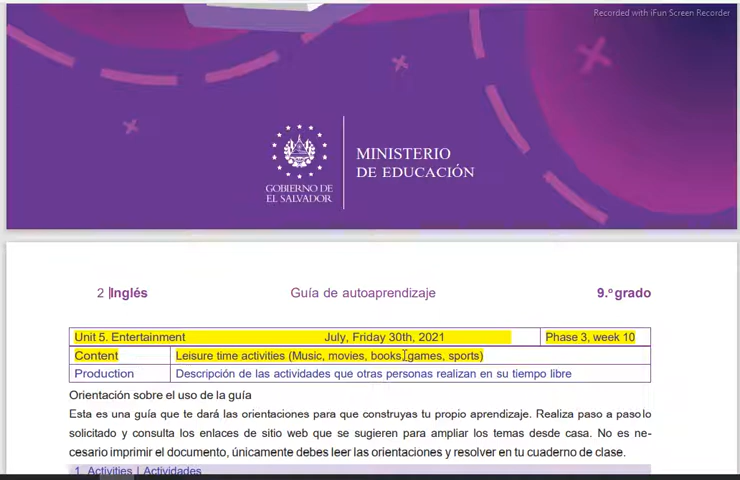 Recorded with iFun Screen Recorder
MINISTERIO
DE EDUCACIÓN
GOBIERNO DE
EL SALVADOR
2 Inglés Guía de autoaprendizaje 9.º grado
Unit 5. Entertainment July, Friday 30th, 2021 Phase 3, week 10
Content Leisure time activities (Music, movies, books, games, sports)
Production Descripción de las actividades que otras personas realizan en su tiempo libre
Orientación sobre el uso de la guía
Esta es una guía que te dará las orientaciones para que construyas tu propio aprendizaje. Realiza paso a paso lo
solicitado y consulta los enlaces de sitio web que se sugieren para ampliar los temas desde casa. No es ne-
cesario imprimir el documento, únicamente debes leer las orientaciones y resolver en tu cuaderno de clase.
1. Activities | Actividades